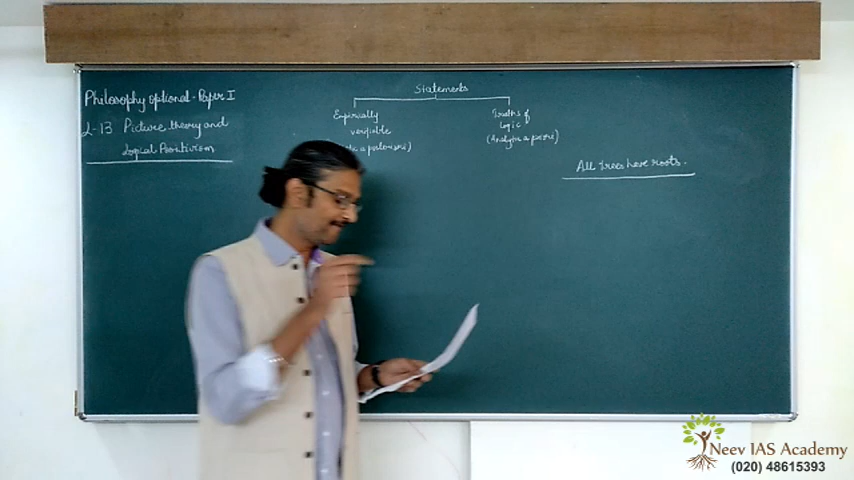 Philosophy optional - Paper I
L-13 Picture theory and
Logical Positivism
Statements
Empirically
verifiable
a posteriori)
Truths of
logic
(Analytic a priori)
All trees have roots.
Neev IAS Academy
(020) 48615393